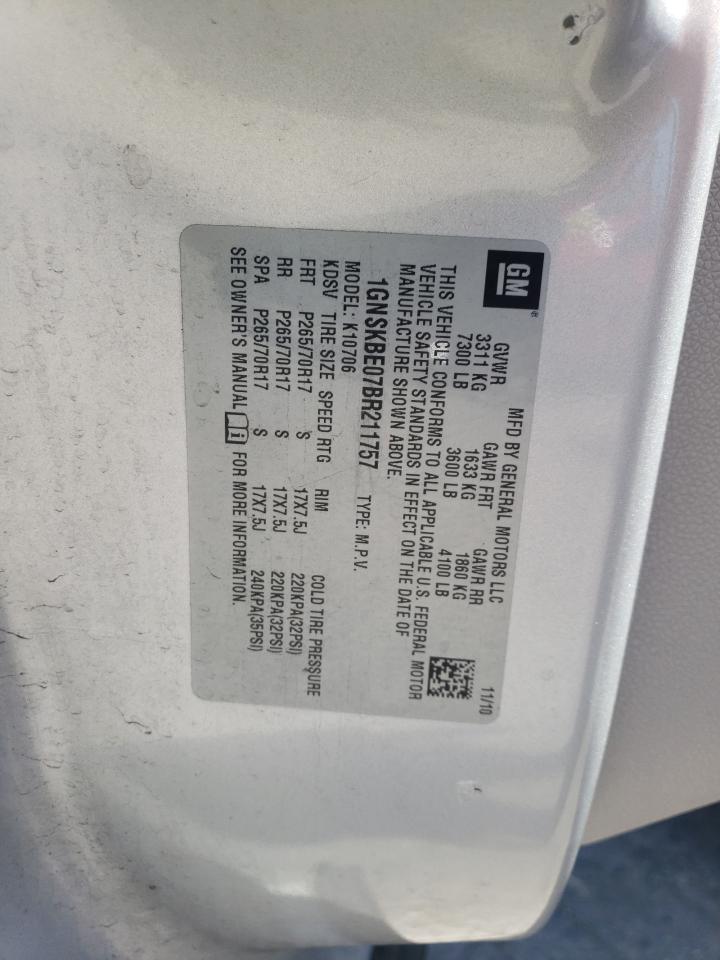 GM®
MFD BY GENERAL MOTORS LLC 11/10
GVWR GAWR FRT GAWR RR
3311 KG 1633 KG 1860 KG
7300 LB 3600 LB 4100 LB
THIS VEHICLE CONFORMS TO ALL APPLICABLE U.S. FEDERAL MOTOR
VEHICLE SAFETY STANDARDS IN EFFECT ON THE DATE OF
MANUFACTURE SHOWN ABOVE.
1GNSKBE07BR211757 TYPE: M.P.V.
MODEL: K10706
KDSV TIRE SIZE SPEED RTG RIM COLD TIRE PRESSURE
FRT P265/70R17 S 17X7.5J 220KPA(32PSI)
RR P265/70R17 S 17X7.5J 220KPA(32PSI)
SPA P265/70R17 S 17X7.5J 240KPA(35PSI)
SEE OWNER'S MANUAL FOR MORE INFORMATION.